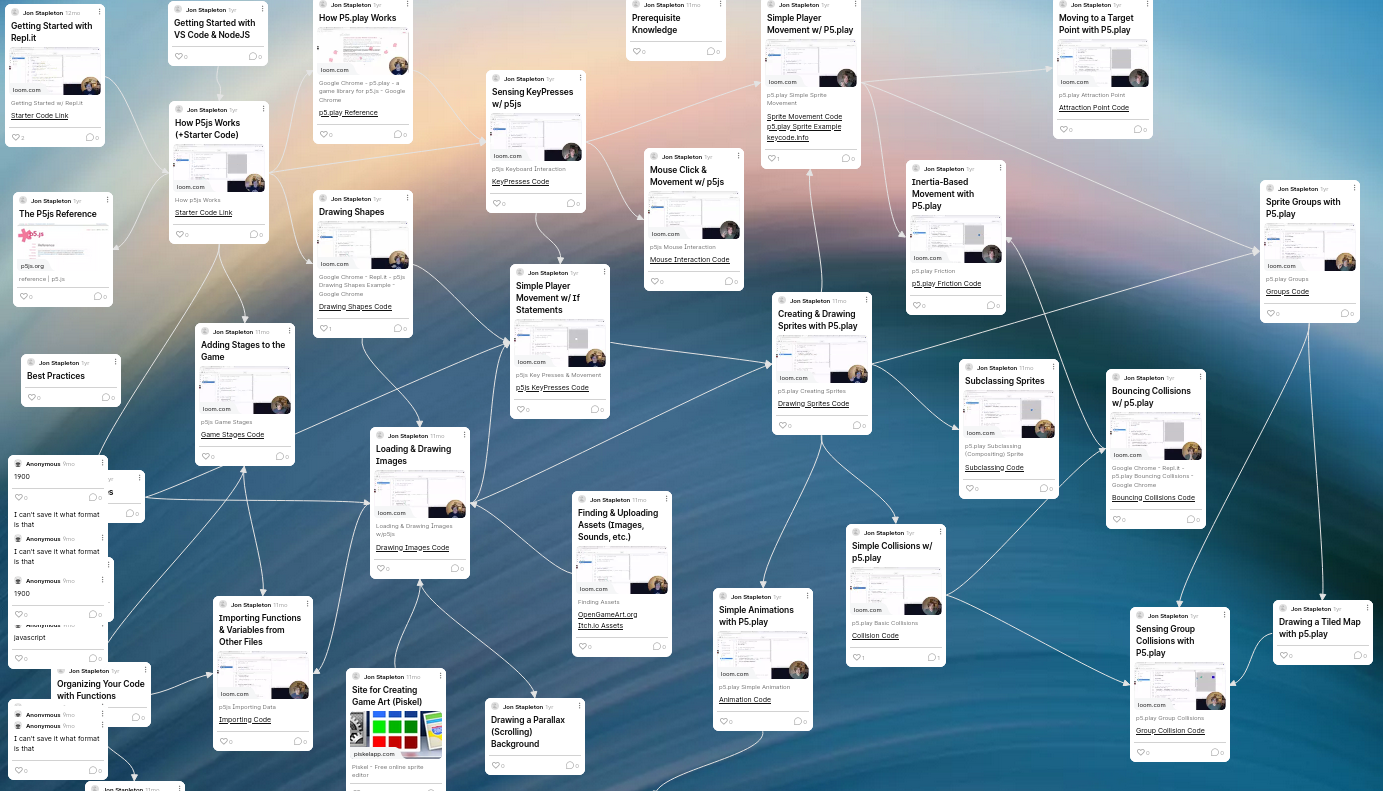 Jon Stapleton 12mo
Getting Started with
Repl.it
loom.com
Getting Started w/ Repl.it
Starter Code Link
2
0
Jon Stapleton 1yr
Getting Started with
VS Code & NodeJS
0
0
Jon Stapleton 1yr
How P5.play Works
loom.com
Google Chrome - p5.play - a
game library for p5.js - Google
Chrome
p5.play Reference
0
0
Jon Stapleton 11mo
Prerequisite
Knowledge
0
0
Jon Stapleton 1yr
Simple Player
Movement w/ P5.play
loom.com
p5.play Simple Sprite
Movement
Sprite Movement Code
p5.play Sprite Example
keycode.info
1
0
Jon Stapleton 1yr
Moving to a Target
Point with P5.play
loom.com
p5.play Attraction Point
Attraction Point Code
0
0
Jon Stapleton 1yr
How P5js Works
(+Starter Code)
loom.com
How p5js Works
Starter Code Link
0
0
Jon Stapleton 1yr
Sensing KeyPresses
w/ p5js
loom.com
p5js Keyboard Interaction
KeyPresses Code
0
0
Jon Stapleton 1yr
Mouse Click &
Movement w/ p5js
loom.com
p5js Mouse Interaction
Mouse Interaction Code
0
0
Jon Stapleton 1yr
Inertia-Based
Movement with
P5.play
loom.com
p5.play Friction
p5.play Friction Code
0
0
Jon Stapleton 1yr
Sprite Groups with
P5.play
loom.com
p5.play Groups
Groups Code
0
0
Jon Stapleton 1yr
The P5js Reference
p5.js
Reference
p5js.org
reference | p5.js
0
0
Jon Stapleton 1yr
Drawing Shapes
loom.com
Google Chrome - Repl.it - p5js
Drawing Shapes Example -
Google Chrome
Drawing Shapes Code
1
0
Jon Stapleton 1yr
Simple Player
Movement w/ If
Statements
loom.com
p5js Key Presses & Movement
p5js KeyPresses Code
0
0
Jon Stapleton 11mo
Creating & Drawing
Sprites with P5.play
loom.com
p5.play Creating Sprites
Drawing Sprites Code
0
0
Jon Stapleton 11mo
Adding Stages to the
Game
loom.com
p5js Game Stages
Game Stages Code
0
0
Jon Stapleton 1yr
Best Practices
0
0
Jon Stapleton 11mo
Subclassing Sprites
loom.com
p5.play Subclassing
(Compositing) Sprite
Subclassing Code
0
0
Jon Stapleton 1yr
Bouncing Collisions
w/ p5.play
loom.com
Google Chrome - Repl.it -
p5.play Bouncing Collisions -
Google Chrome
Bouncing Collisions Code
0
0
Jon Stapleton 11mo
Loading & Drawing
Images
loom.com
Loading & Drawing Images
w/p5js
Drawing Images Code
0
0
Anonymous 9mo
1900
0
0
yr
s
0
I can't save it what format
is that
Anonymous 9mo
I can't save it what format
is that
Anonymous 9mo
1900
0
0
Anonymous 9mo
javascript
0
0
Jon Stapleton 11mo
Finding & Uploading
Assets (Images,
Sounds, etc.)
loom.com
Finding Assets
OpenGameArt.org
Itch.io Assets
0
0
Jon Stapleton 1yr
Simple Collisions w/
p5.play
loom.com
p5.play Basic Collisions
Collision Code
1
1
Jon Stapleton 1yr
Simple Animations
with P5.play
loom.com
p5.play Simple Animation
Animation Code
0
0
Jon Stapleton 11mo
Importing Functions
& Variables from
Other Files
loom.com
p5js Importing Data
Importing Code
0
0
Jon Stapleton 1yr
Sensing Group
Collisions with
P5.play
loom.com
p5.play Group Collisions
Group Collision Code
0
0
Jon Stapleton 11mo
Drawing a Tiled Map
with p5.play
0
0
Jon Stapleton 1yr
Organizing Your Code
with Functions
0
Anonymous 9mo
Anonymous 9mo
I can't save it what format
is that
0
0
Jon Stapleton 11mo
Site for Creating
Game Art (Piskel)
piskelapp.com
Piskel - Free online sprite
editor
Jon Stapleton 11mo
Drawing a Parallax
(Scrolling)
Background
0
0
Jon Stapleton 11mo